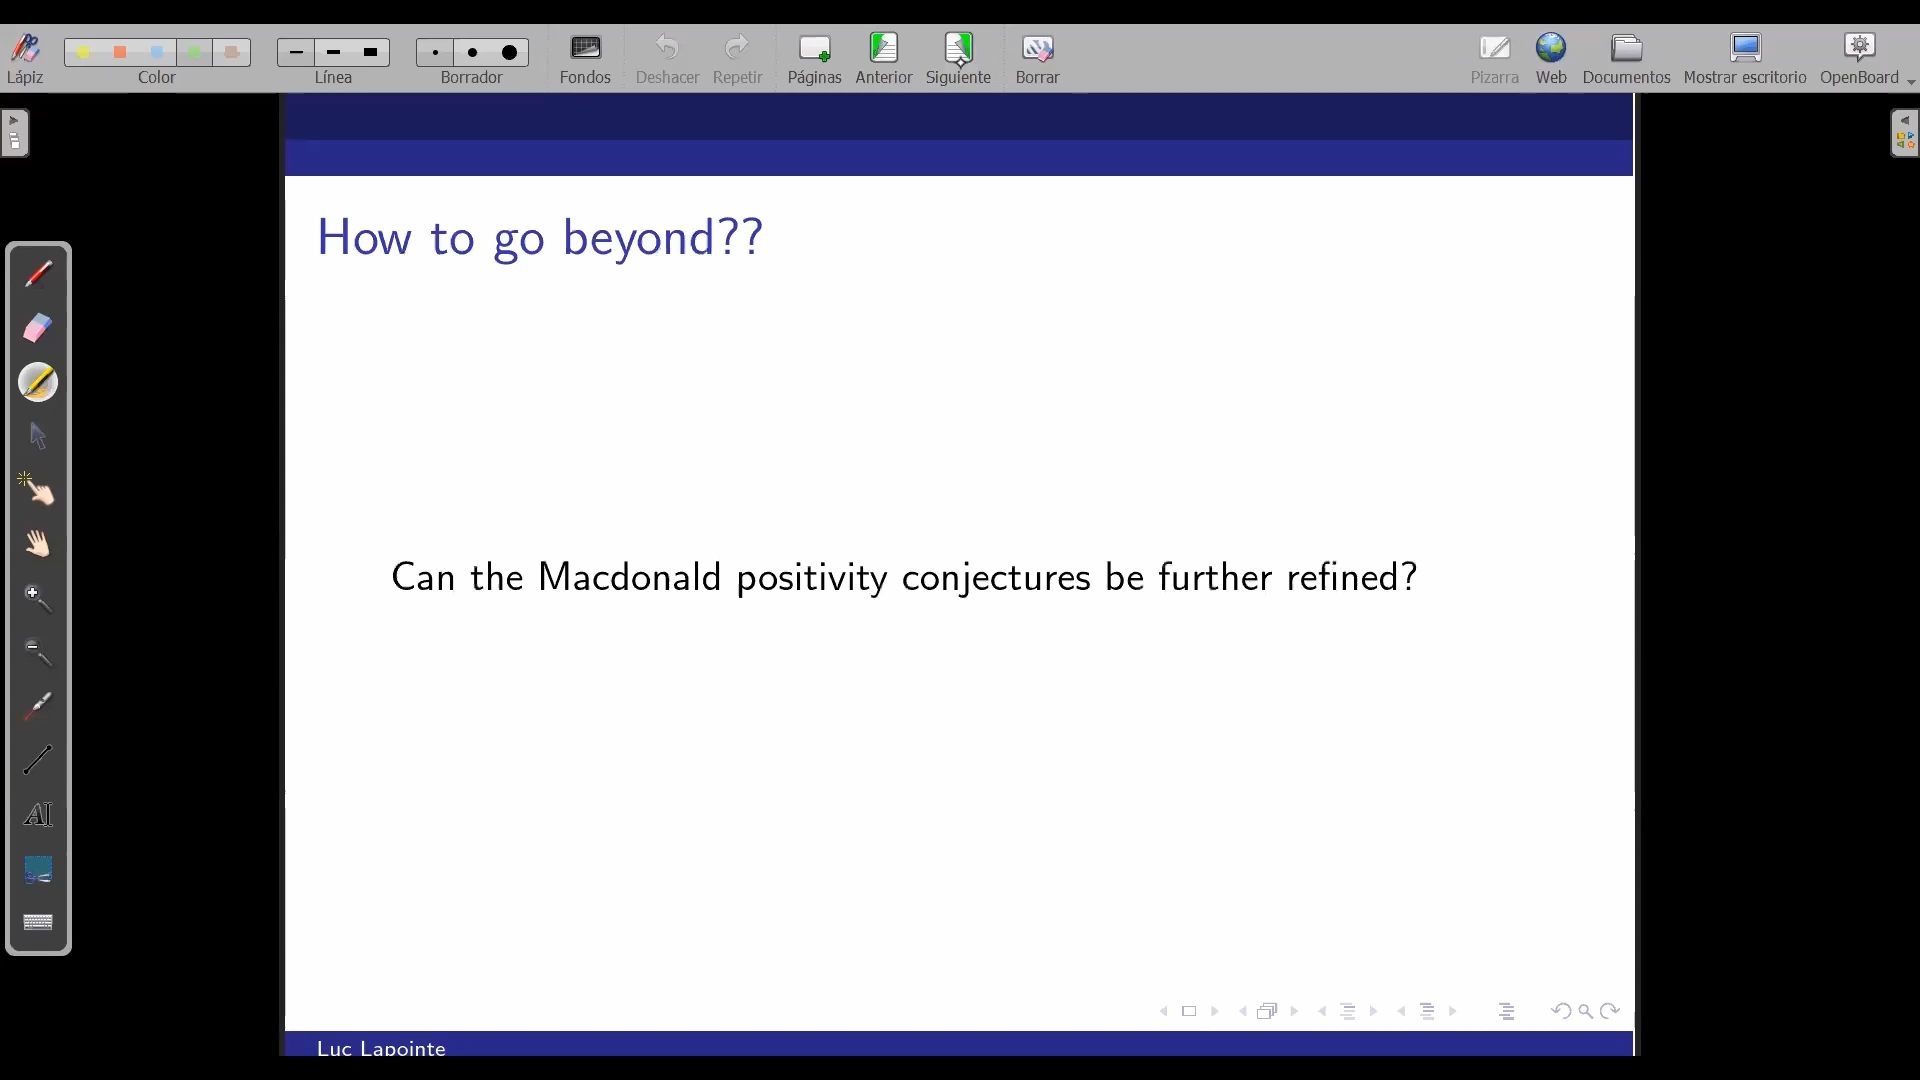 Lápiz
Color
Línea
Borrador
Fondos
Deshacer
Repetir
Páginas
Anterior
Siguiente
Borrar
Pizarra
Web
Documentos
Mostrar escritorio
OpenBoard
How to go beyond??
Can the Macdonald positivity conjectures be further refined?
Luc Lapointe